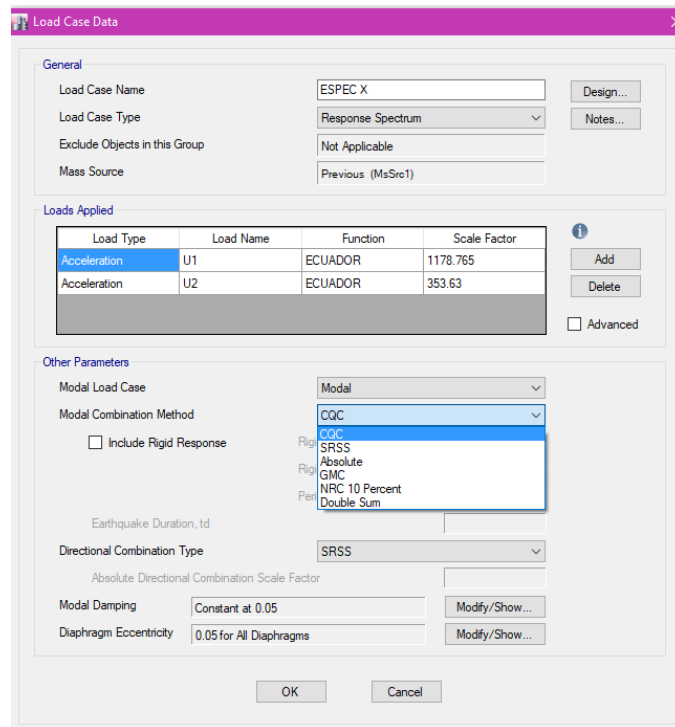 Load Case Data
General
Load Case Name ESPEC X Design...
Load Case Type Response Spectrum Notes...
Exclude Objects in this Group Not Applicable
Mass Source Previous (MsSrc1)
Loads Applied
Load Type Load Name Function Scale Factor
Acceleration U1 ECUADOR 1178.765 Add
Acceleration U2 ECUADOR 353.63 Delete
Advanced
Other Parameters
Modal Load Case Modal
Modal Combination Method CQC
CQC
Include Rigid Response SRSS
Absolute
GMC
NRC 10 Percent
Double Sum
Earthquake Duration, td
Directional Combination Type SRSS
Absolute Directional Combination Scale Factor
Modal Damping Constant at 0.05 Modify/Show...
Diaphragm Eccentricity 0.05 for All Diaphragms Modify/Show...
OK Cancel